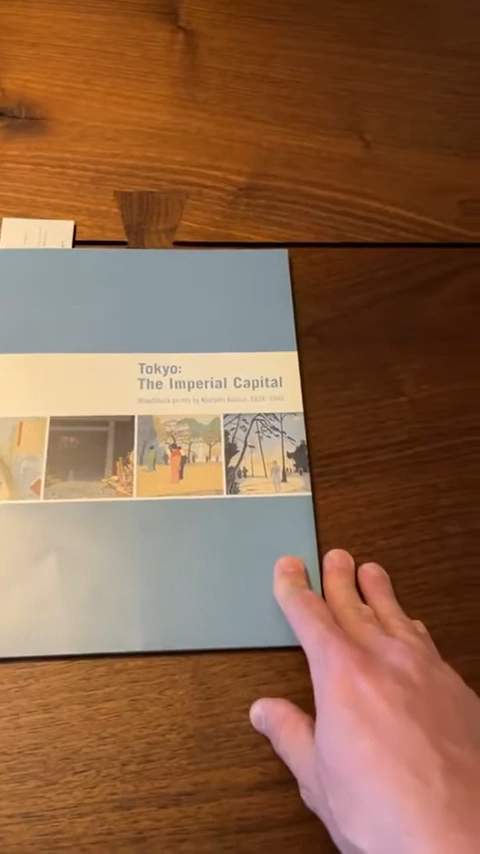 Tokyo:
The Imperial Capital
Woodblock prints by Koizumi Kishio, 1928–1940